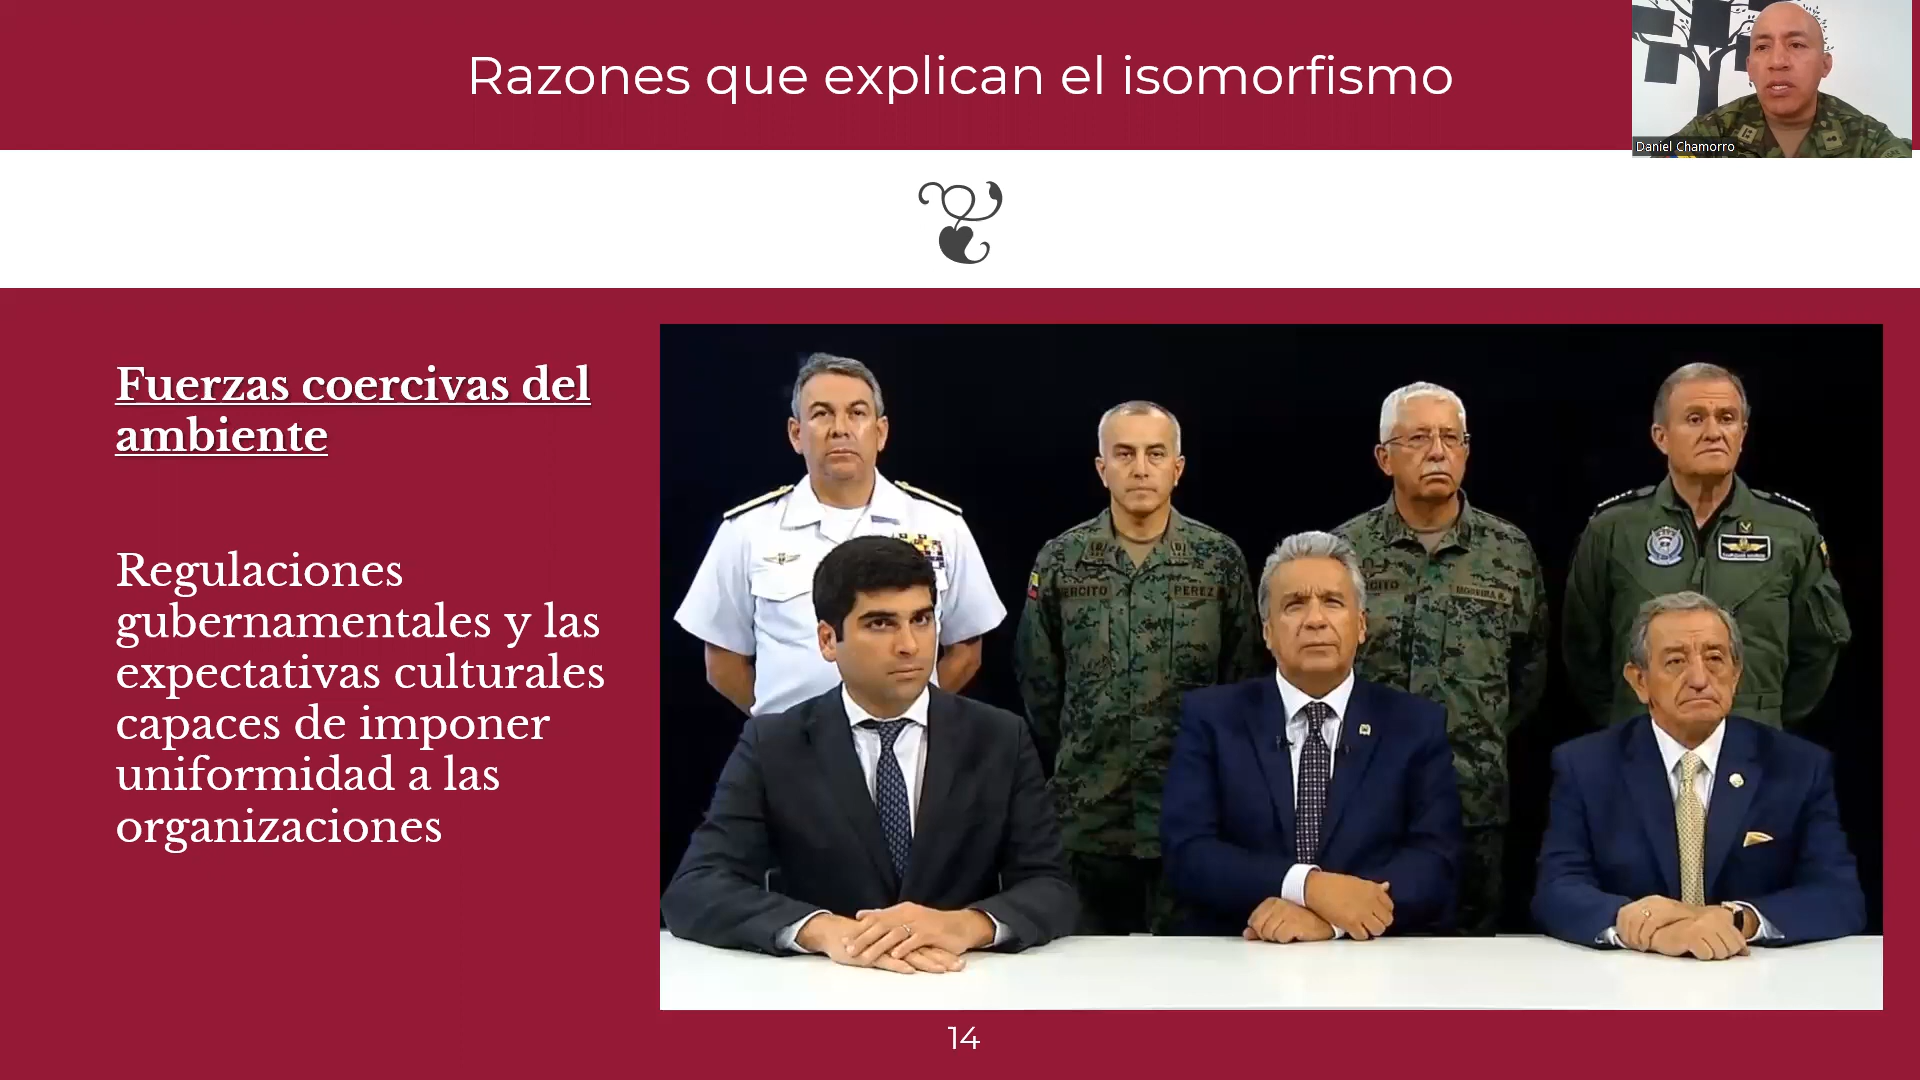 Razones que explican el isomorfismo
Daniel Chamorro
Fuerzas coercivas del
ambiente
Regulaciones
gubernamentales y las
expectativas culturales
capaces de imponer
uniformidad a las
organizaciones
PEREZ
14